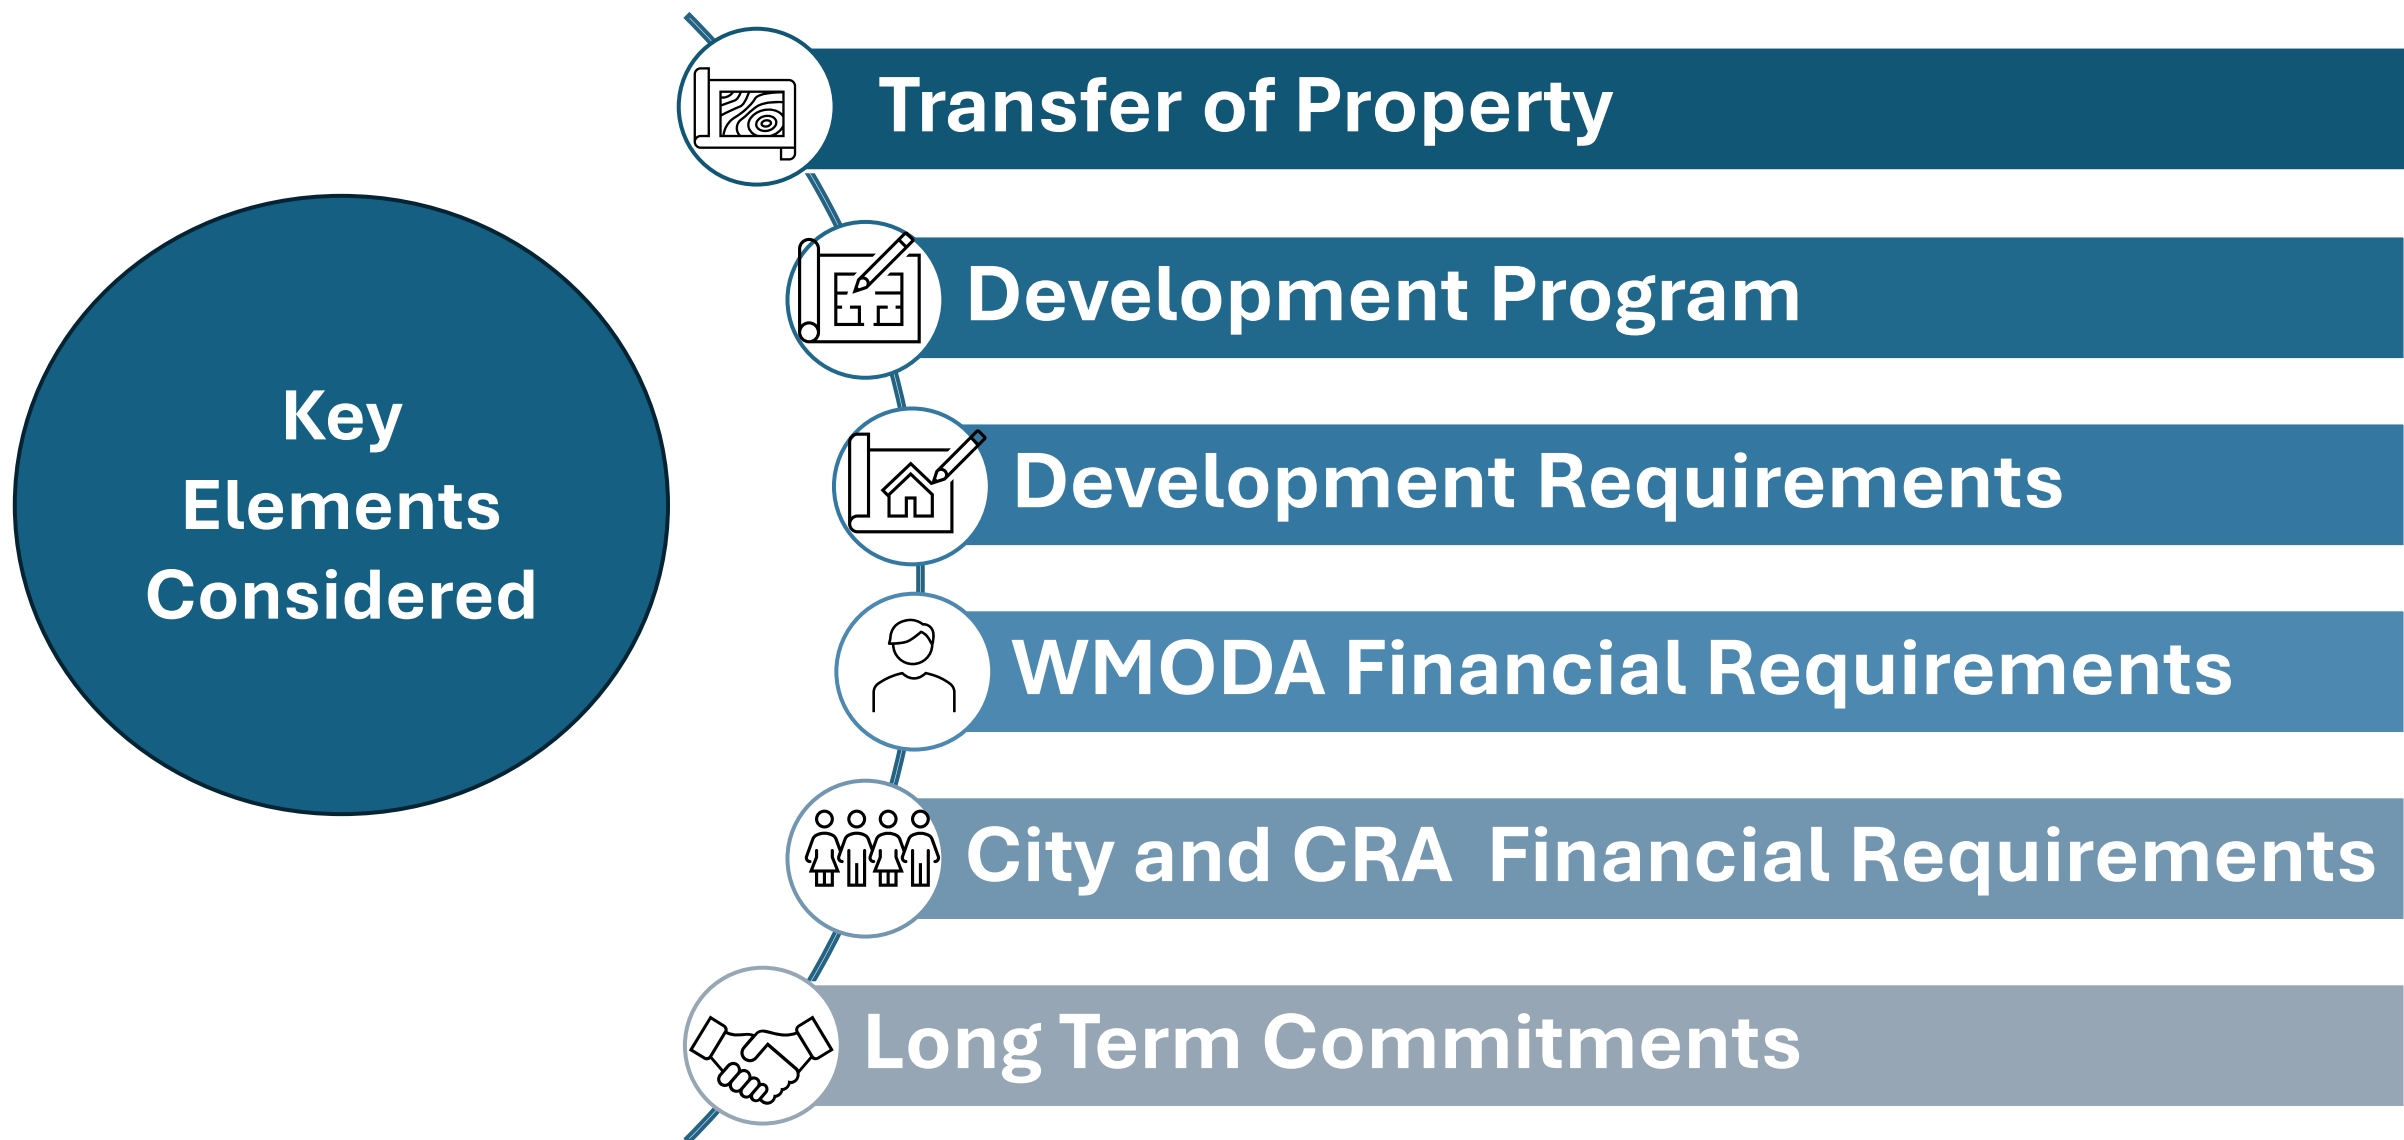 Key
Elements
Considered
Transfer of Property
Development Program
Development Requirements
WMODA Financial Requirements
City and CRA  Financial Requirements
Long Term Commitments